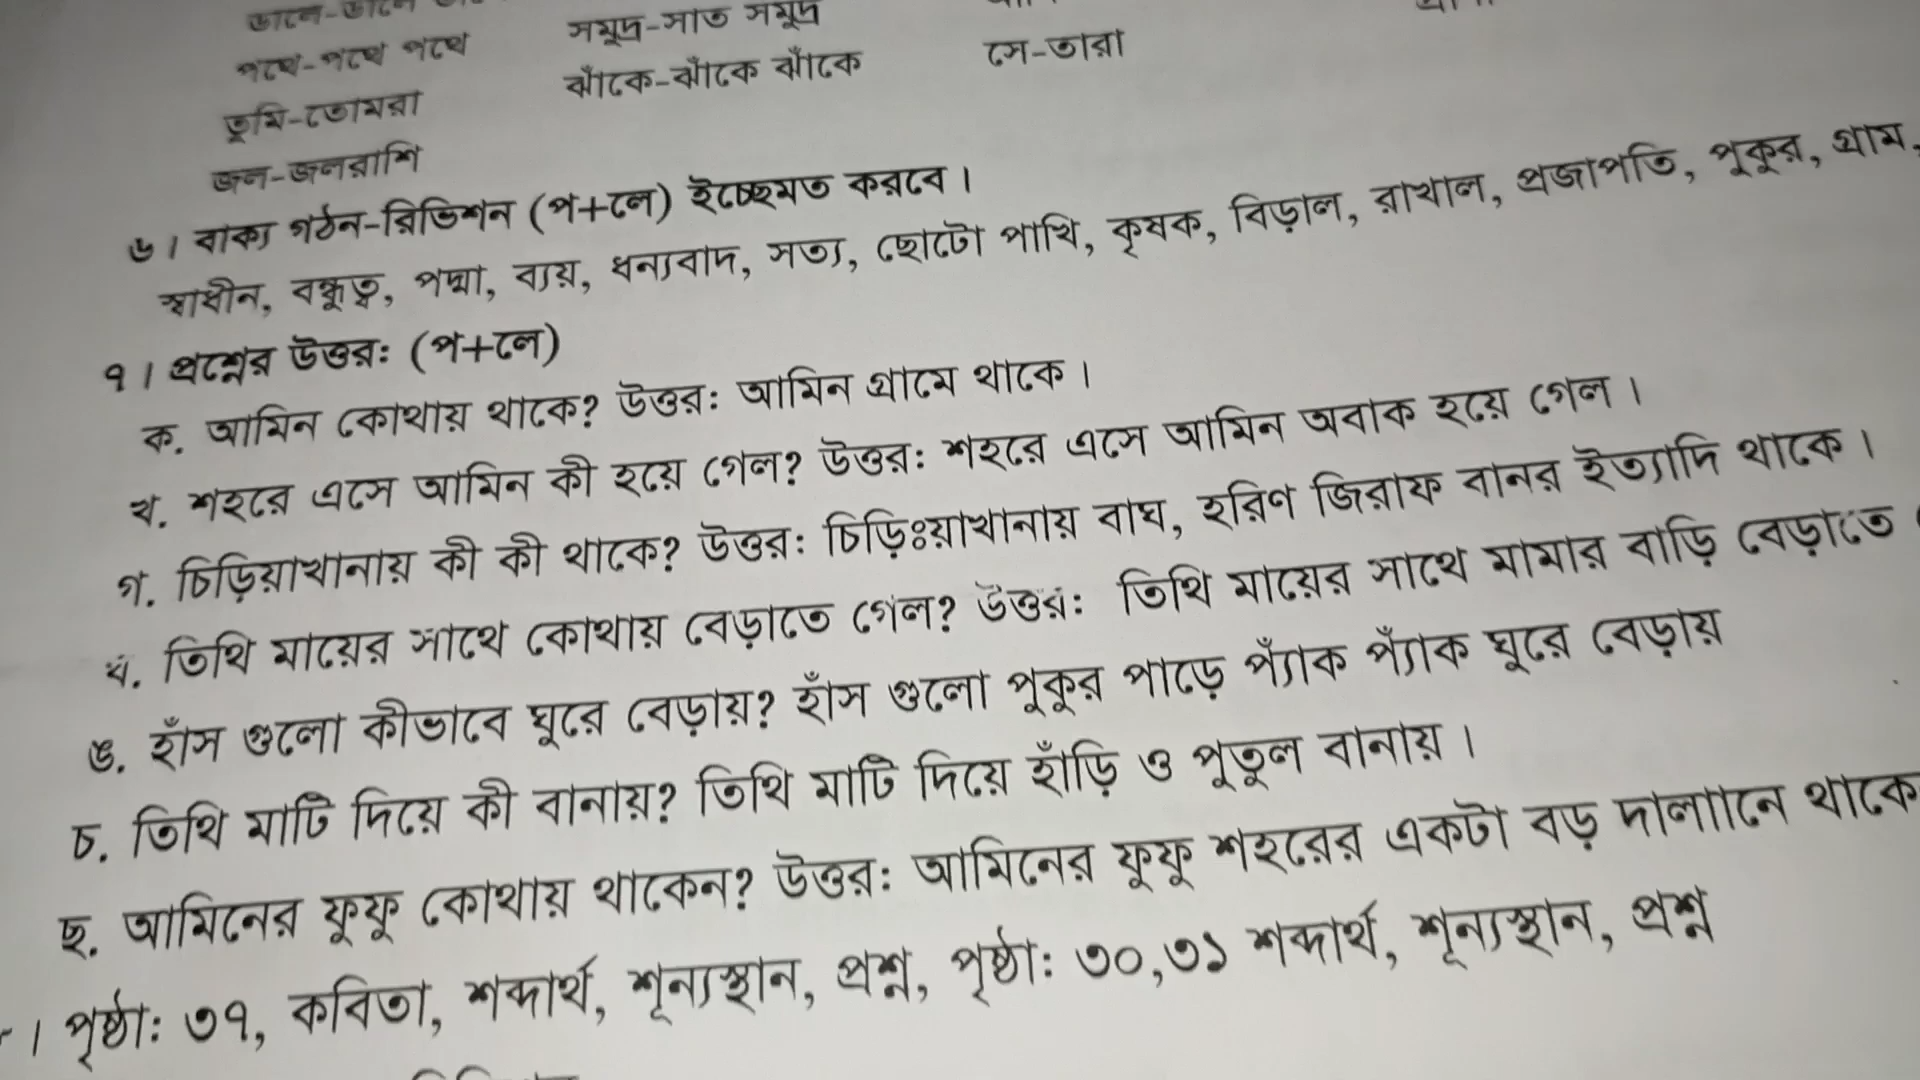 পথে-পথে পথে
সমুদ্র-সাত সমুদ্র
তুমি-তোমরা
ঝাঁকে-ঝাঁকে ঝাঁকে
সে-তারা
জল-জলরাশি
৬। বাক্য গঠন-রিভিশন (প+লে) ইচ্ছেমত করবে।
স্বাধীন, বন্ধুত্ব, পদ্মা, ব্যয়, ধন্যবাদ, সত্য, ছোটো পাখি, কৃষক, বিড়াল, রাখাল, প্রজাপতি, পুকুর, গ্রাম,
৭। প্রশ্নের উত্তর: (প+লে)
ক. আমিন কোথায় থাকে? উত্তর: আমিন গ্রামে থাকে।
খ. শহরে এসে আমিন কী হয়ে গেল? উত্তর: শহরে এসে আমিন অবাক হয়ে গেল।
গ. চিড়িয়াখানায় কী কী থাকে? উত্তর: চিড়িঃয়াখানায় বাঘ, হরিণ জিরাফ বানর ইত্যাদি থাকে।
ঘ. তিথি মায়ের সাথে কোথায় বেড়াতে গেল? উত্তর: তিথি মায়ের সাথে মামার বাড়ি বেড়াতে
ঙ. হাঁস গুলো কীভাবে ঘুরে বেড়ায়? হাঁস গুলো পুকুর পাড়ে প্যাঁক প্যাঁক ঘুরে বেড়ায়
চ. তিথি মাটি দিয়ে কী বানায়? তিথি মাটি দিয়ে হাঁড়ি ও পুতুল বানায়।
ছ. আমিনের ফুফু কোথায় থাকেন? উত্তর: আমিনের ফুফু শহরের একটা বড় দালাানে থাকে
। পৃষ্ঠা: ৩৭, কবিতা, শব্দার্থ, শূন্যস্থান, প্রশ্ন, পৃষ্ঠা: ৩০,৩১ শব্দার্থ, শূন্যস্থান, প্রশ্ন